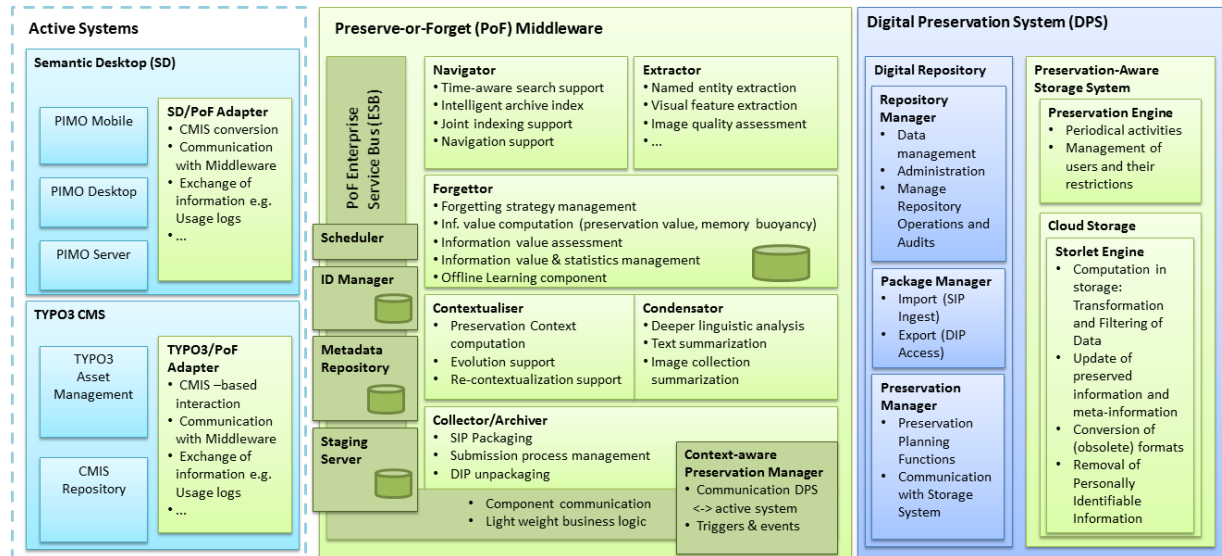 Active Systems
Semantic Desktop (SD)
PIMO Mobile
PIMO Desktop
PIMO Server
SD/PoF Adapter
• CMIS conversion
• Communication
with Middleware
• Exchange of
information e.g.
Usage logs
• ...
TYPO3 CMS
TYPO3
Asset
Management
CMIS
Repository
TYPO3/PoF
Adapter
• CMIS –based
interaction
• Communication
with Middleware
• Exchange of
information e.g.
Usage logs
• ...
Preserve-or-Forget (PoF) Middleware
PoF Enterprise
Service Bus (ESB)
Scheduler
ID Manager
Metadata
Repository
Staging
Server
Navigator
• Time-aware search support
• Intelligent archive index
• Joint indexing support
• Navigation support
Extractor
• Named entity extraction
• Visual feature extraction
• Image quality assessment
• ...
Forgettor
• Forgetting strategy management
• Inf. value computation (preservation value, memory buoyancy)
• Information value assessment
• Information value & statistics management
• Offline Learning component
Contextualiser
• Preservation Context
computation
• Evolution support
• Re-contextualization support
Condensator
• Deeper linguistic analysis
• Text summarization
• Image collection
summarization
Collector/Archiver
• SIP Packaging
• Submission process management
• DIP unpackaging
• Component communication
• Light weight business logic
Context-aware
Preservation Manager
• Communication DPS
<-> active system
• Triggers & events
Digital Preservation System (DPS)
Digital Repository
Repository
Manager
• Data
management
• Administration
• Manage
Repository
Operations and
Audits
Package Manager
• Import (SIP
Ingest)
• Export (DIP
Access)
Preservation
Manager
• Preservation
Planning
Functions
• Communication
with Storage
System
Preservation-Aware
Storage System
Preservation Engine
• Periodical activities
• Management of
users and their
restrictions
Cloud Storage
Storlet Engine
• Computation in
storage:
Transformation
and Filtering of
Data
• Update of
preserved
information and
meta-information
• Conversion of
(obsolete) formats
• Removal of
Personally
Identifiable
Information